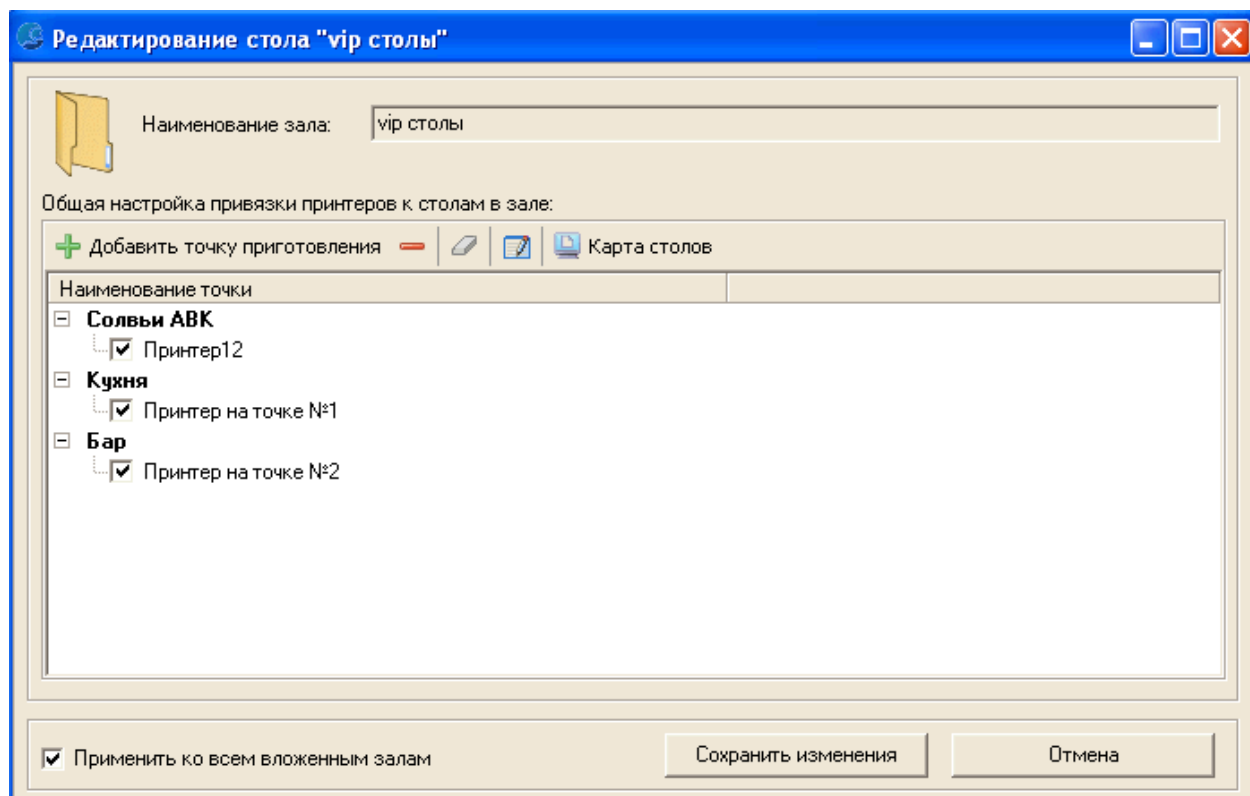 Редактирование стола "vip столы"
Наименование зала: vip столы
Общая настройка привязки принтеров к столам в зале:
Добавить точку приготовления Карта столов
Наименование точки
Солвьи АВК
Принтер12
Кухня
Принтер на точке №1
Бар
Принтер на точке №2
Применить ко всем вложенным залам Сохранить изменения Отмена